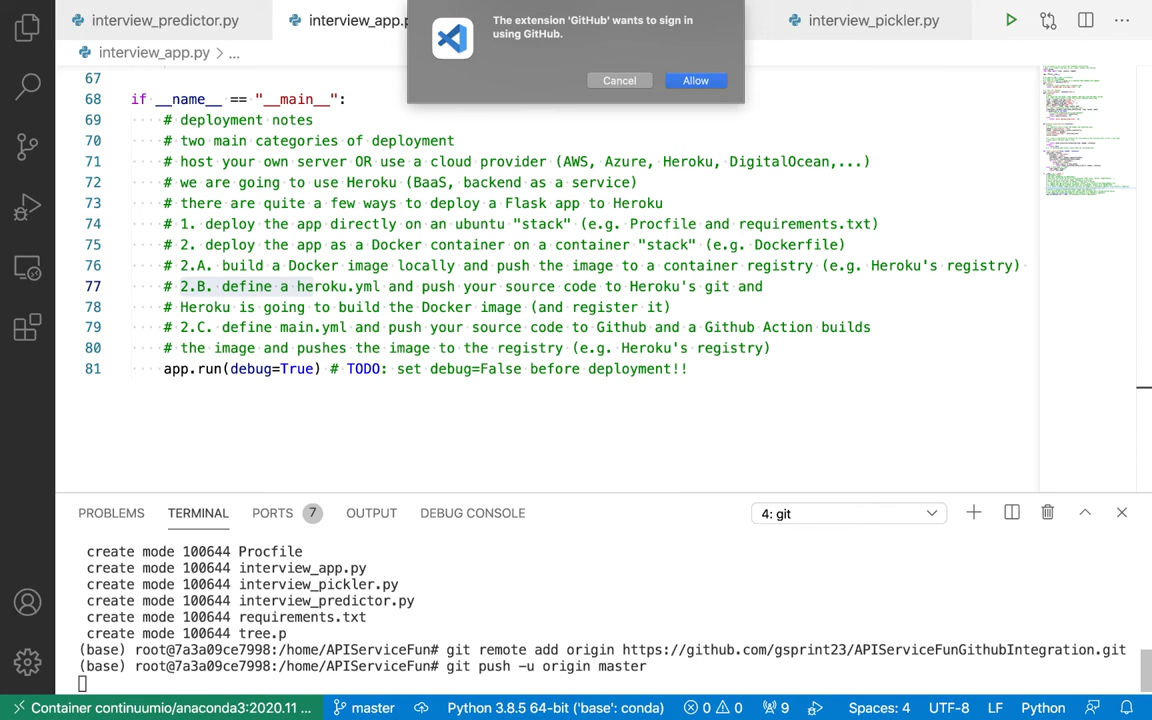 interview_predictor.py
interview_app.p
interview_pickler.py
The extension 'GitHub' wants to sign in
using GitHub.
Cancel
Allow
interview_app.py > ...
67
68 if __name__ == "__main__":
69 # deployment notes
70 # two main categories of deployment
71 # host your own server OR use a cloud provider (AWS, Azure, Heroku, DigitalOcean,...)
72 # we are going to use Heroku (BaaS, backend as a service)
73 # there are quite a few ways to deploy a Flask app to Heroku
74 # 1. deploy the app directly on an ubuntu "stack" (e.g. Procfile and requirements.txt)
75 # 2. deploy the app as a Docker container on a container "stack" (e.g. Dockerfile)
76 # 2.A. build a Docker image locally and push the image to a container registry (e.g. Heroku's registry)
77 # 2.B. define a heroku.yml and push your source code to Heroku's git and
78 # Heroku is going to build the Docker image (and register it)
79 # 2.C. define main.yml and push your source code to Github and a Github Action builds
80 # the image and pushes the image to the registry (e.g. Heroku's registry)
81 app.run(debug=True) # TODO: set debug=False before deployment!!
PROBLEMS TERMINAL PORTS 7 OUTPUT DEBUG CONSOLE 4: git
create mode 100644 Procfile
create mode 100644 interview_app.py
create mode 100644 interview_pickler.py
create mode 100644 interview_predictor.py
create mode 100644 requirements.txt
create mode 100644 tree.p
(base) root@7a3a09ce7998:/home/APIServiceFun# git remote add origin https://github.com/gsprint23/APIServiceFunGithubIntegration.git
(base) root@7a3a09ce7998:/home/APIServiceFun# git push -u origin master
Container continuumio/anaconda3:2020.11 ... master Python 3.8.5 64-bit ('base': conda) 0 0 9 Spaces: 4 UTF-8 LF Python